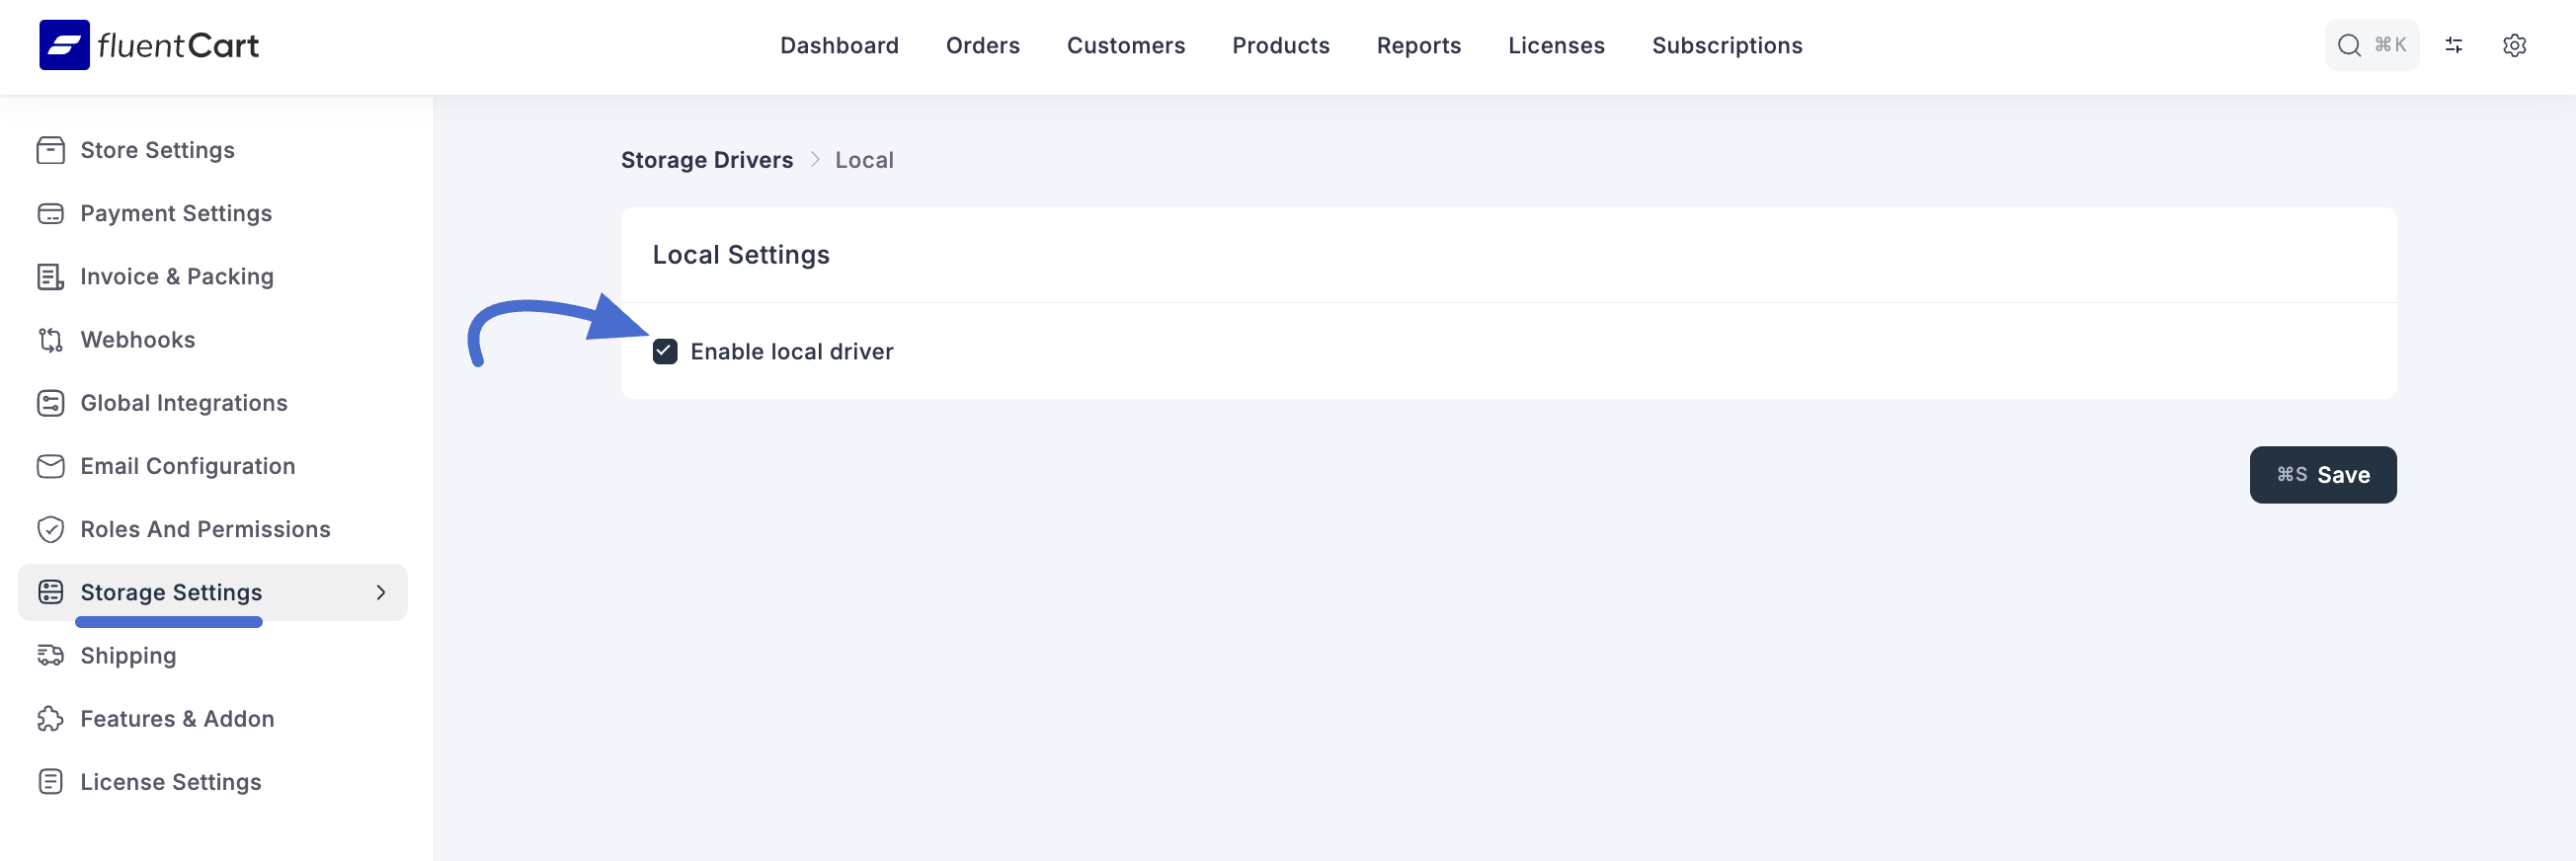 fluentCart
Dashboard Orders Customers Products Reports Licenses Subscriptions
⌘K
Store Settings
Payment Settings
Invoice & Packing
Webhooks
Global Integrations
Email Configuration
Roles And Permissions
Storage Settings
Shipping
Features & Addon
License Settings
Storage Drivers > Local
Local Settings
Enable local driver
⌘S Save